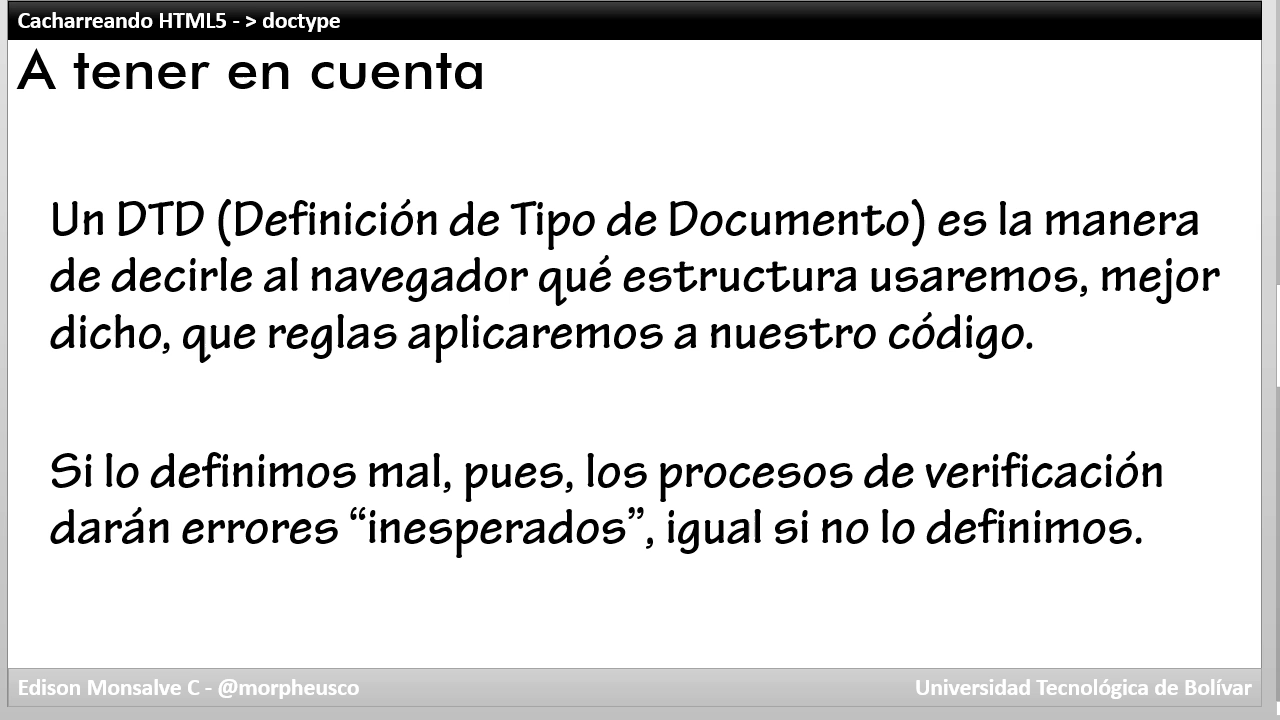 Cacharreando HTML5 - > doctype
A tener en cuenta
Un DTD (Definición de Tipo de Documento) es la manera
de decirle al navegador qué estructura usaremos, mejor
dicho, que reglas aplicaremos a nuestro código.
Si lo definimos mal, pues, los procesos de verificación
darán errores “inesperados”, igual si no lo definimos.
Edison Monsalve C - @morpheusco
Universidad Tecnológica de Bolívar